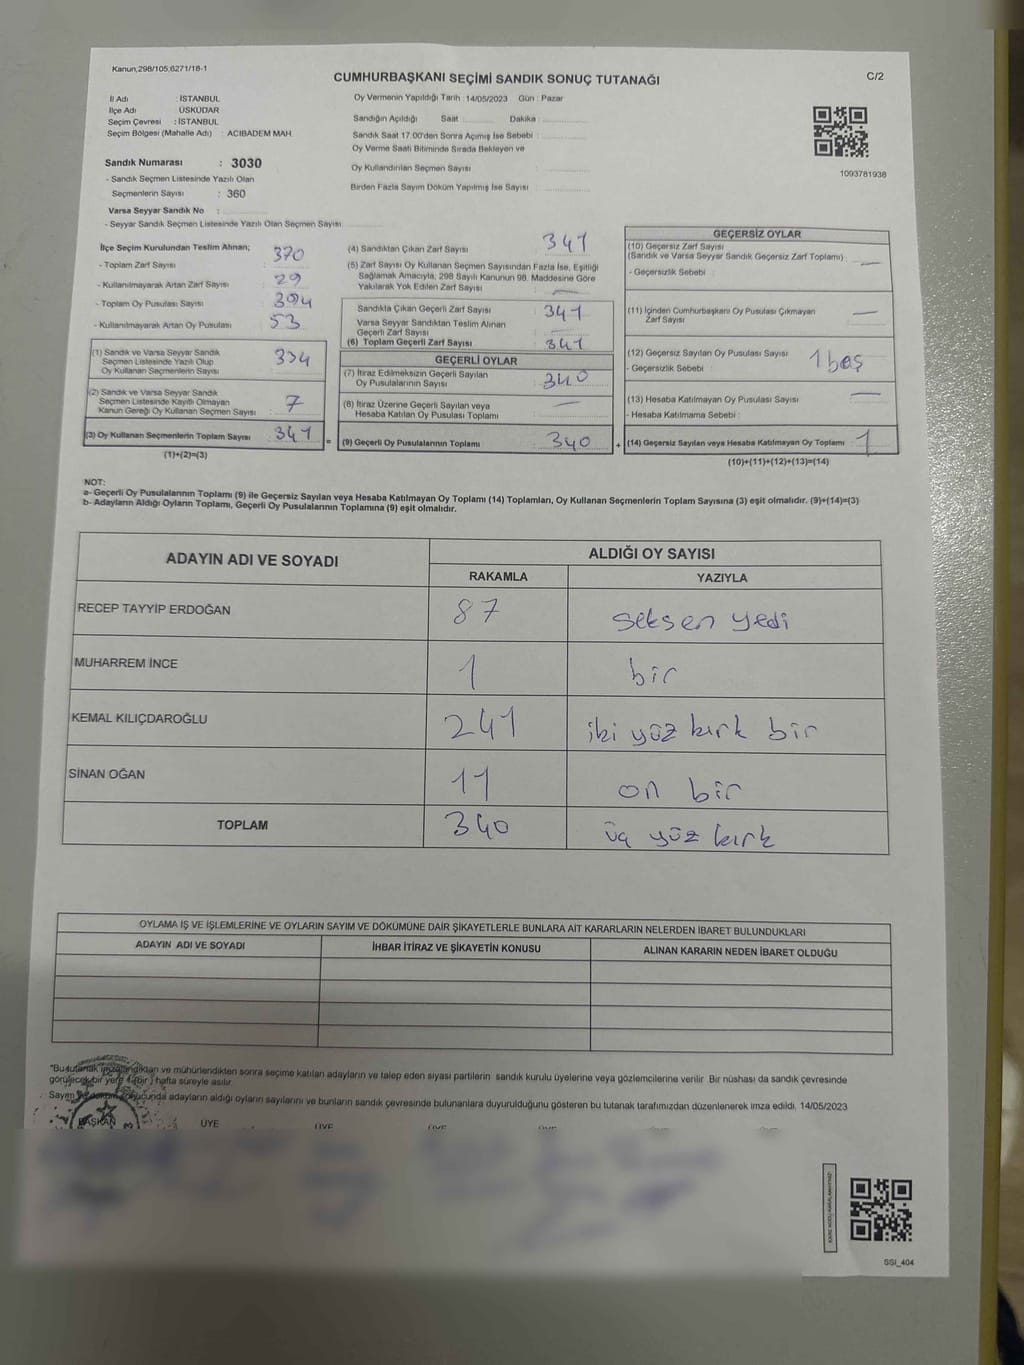 Kanun,298/105,6271/18-1
CUMHURBAŞKANI SEÇİMİ SANDIK SONUÇ TUTANAĞI
C/2
İl Adı : İSTANBUL
İlçe Adı : ÜSKÜDAR
Seçim Çevresi : İSTANBUL
Seçim Bölgesi (Mahalle Adı) : ACIBADEM MAH.
Oy Vermenin Yapıldığı Tarih : 14/05/2023 Gün : Pazar
Sandığın Açıldığı Saat : Dakika :
Sandık Saat 17.00'den Sonra Açımış İse Sebebi :
Oy Verme Saati Bitiminde Sırada Bekleyen ve
Oy Kullandırılan Seçmen Sayısı :
Birden Fazla Sayım Döküm Yapılmış İse Sayısı :
1093781938
Sandık Numarası : 3030
- Sandık Seçmen Listesinde Yazılı Olan
Seçmenlerin Sayısı : 360
Varsa Seyyar Sandık No :
- Seyyar Sandık Seçmen Listesinde Yazılı Olan Seçmen Sayısı:
İlçe Seçim Kurulundan Teslim Alınan;
- Toplam Zarf Sayısı 370
- Kullanılmayarak Artan Zarf Sayısı 29
- Toplam Oy Pusulası Sayısı 394
- Kullanılmayarak Artan Oy Pusulası 53
(1) Sandık ve Varsa Seyyar Sandık
Seçmen Listesinde Yazılı Olup
Oy Kullanan Seçmenlerin Sayısı 334
(2) Sandık ve Varsa Seyyar Sandık
Seçmen Listesinde Kayıtlı Olmayan
Kanun Gereği Oy Kullanan Seçmen Sayısı 7
(3) Oy Kullanan Seçmenlerin Toplam Sayısı 341
(1)+(2)=(3)
(4) Sandıktan Çıkan Zarf Sayısı 341
(5) Zarf Sayısı Oy Kullanan Seçmen Sayısından Fazla İse, Eşitliği
Sağlamak Amacıyla, 298 Sayılı Kanunun 98. Maddesine Göre
Yakılarak Yok Edilen Zarf Sayısı —
Sandıkta Çıkan Geçerli Zarf Sayısı 341
Varsa Seyyar Sandıktan Teslim Alınan
Geçerli Zarf Sayısı —
(6) Toplam Geçerli Zarf Sayısı 341
GEÇERLİ OYLAR
(7) İtiraz Edilmeksizin Geçerli Sayılan
Oy Pusulalarının Sayısı 340
(8) İtiraz Üzerine Geçerli Sayılan veya
Hesaba Katılan Oy Pusulası Toplamı —
= (9) Geçerli Oy Pusulalarının Toplamı 340
GEÇERSİZ OYLAR
(10) Geçersiz Zarf Sayısı
(Sandık ve Varsa Seyyar Sandık Geçersiz Zarf Toplamı) —
- Geçersizlik Sebebi :
(11) İçinden Cumhurbaşkanı Oy Pusulası Çıkmayan
Zarf Sayısı —
(12) Geçersiz Sayılan Oy Pusulası Sayısı 1 boş
- Geçersizlik Sebebi :
(13) Hesaba Katılmayan Oy Pusulası Sayısı —
- Hesaba Katılmama Sebebi :
+ (14) Geçersiz Sayılan veya Hesaba Katılmayan Oy Toplamı 1
(10)+(11)+(12)+(13)=(14)
NOT:
a- Geçerli Oy Pusulalarının Toplamı (9) ile Geçersiz Sayılan veya Hesaba Katılmayan Oy Toplamı (14) Toplamları, Oy Kullanan Seçmenlerin Toplam Sayısına (3) eşit olmalıdır. (9)+(14)=(3)
b- Adayların Aldığı Oyların Toplamı, Geçerli Oy Pusulalarının Toplamına (9) eşit olmalıdır.
ADAYIN ADI VE SOYADI
ALDIĞI OY SAYISI
RAKAMLA YAZIYLA
RECEP TAYYİP ERDOĞAN 87 seksen yedi
MUHARREM İNCE 1 bir
KEMAL KILIÇDAROĞLU 241 iki yüz kırk bir
SİNAN OĞAN 11 on bir
TOPLAM 340 üç yüz kırk
OYLAMA İŞ VE İŞLEMLERİNE VE OYLARIN SAYIM VE DÖKÜMÜNE DAİR ŞİKAYETLERLE BUNLARA AİT KARARLARIN NELERDEN İBARET BULUNDUKLARI
ADAYIN ADI VE SOYADI İHBAR İTİRAZ VE ŞİKAYETİN KONUSU ALINAN KARARIN NEDEN İBARET OLDUĞU
"Bu tutanak imzalandıktan ve mühürlendikten sonra seçime katılan adayların ve talep eden siyasi partilerin sandık kurulu üyelerine veya gözlemcilerine verilir. Bir nüshası da sandık çevresinde
görülecek bir yere 1 (bir) hafta süreyle asılır.
Sayım ve döküm sonucunda adayların aldığı oyların sayılarını ve bunların sandık çevresinde bulunanlara duyurulduğunu gösteren bu tutanak tarafımızdan düzenlenerek imza edildi. 14/05/2023
BAŞKAN ÜYE ÜYE ÜYE ÜYE
SSI_404